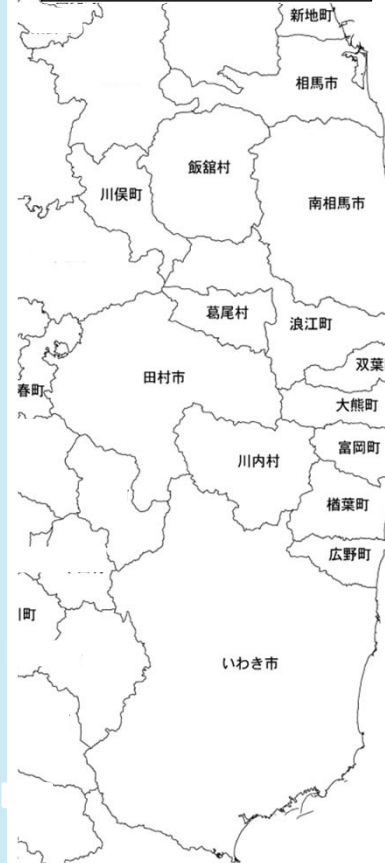 新地町
相馬市
飯舘村
川俣町
南相馬市
葛尾村
浪江町
双葉
田村市
春町
大熊町
富岡町
川内村
楢葉町
広野町
川町
いわき市